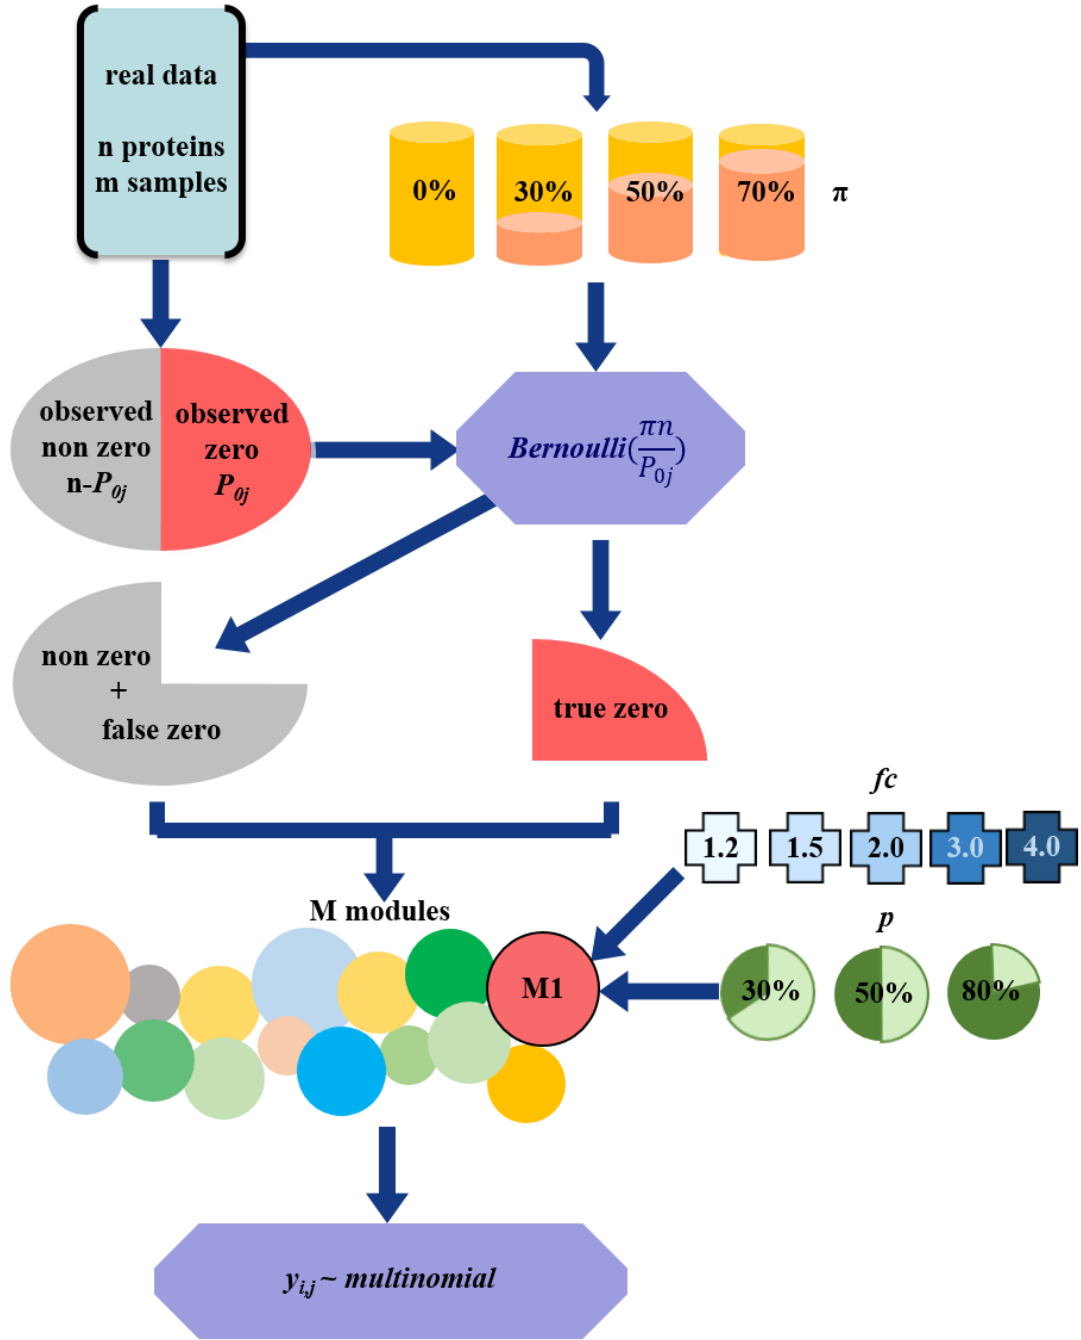 real data
n proteins
m samples
0%
30%
50%
70%
π
observed
non zero
n-P0j
observed
zero
P0j
Bernoulli(πn/P0j)
non zero
+
false zero
true zero
fc
1.2
1.5
2.0
3.0
4.0
M modules
p
M1
30%
50%
80%
yi,j ~ multinomial